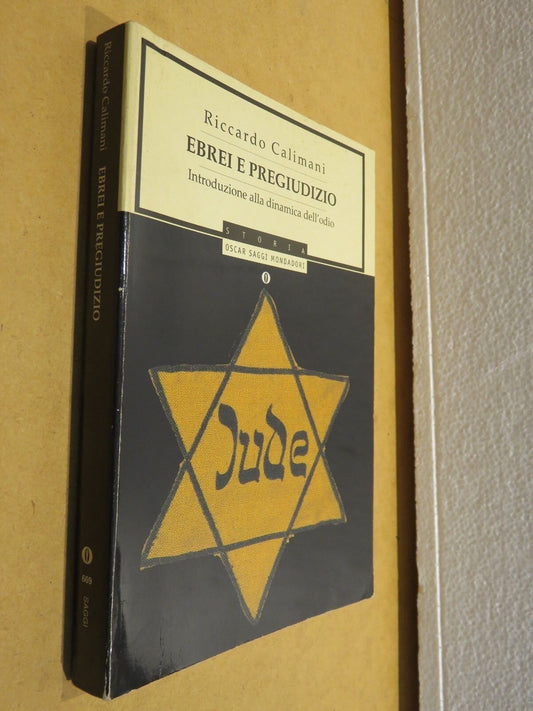 Riccardo Calimani
EBREI E PREGIUDIZIO
Introduzione alla dinamica dell'odio
STORIA
OSCAR SAGGI MONDADORI
Jude
Riccardo Calimani EBREI E PREGIUDIZIO
609
SAGGI